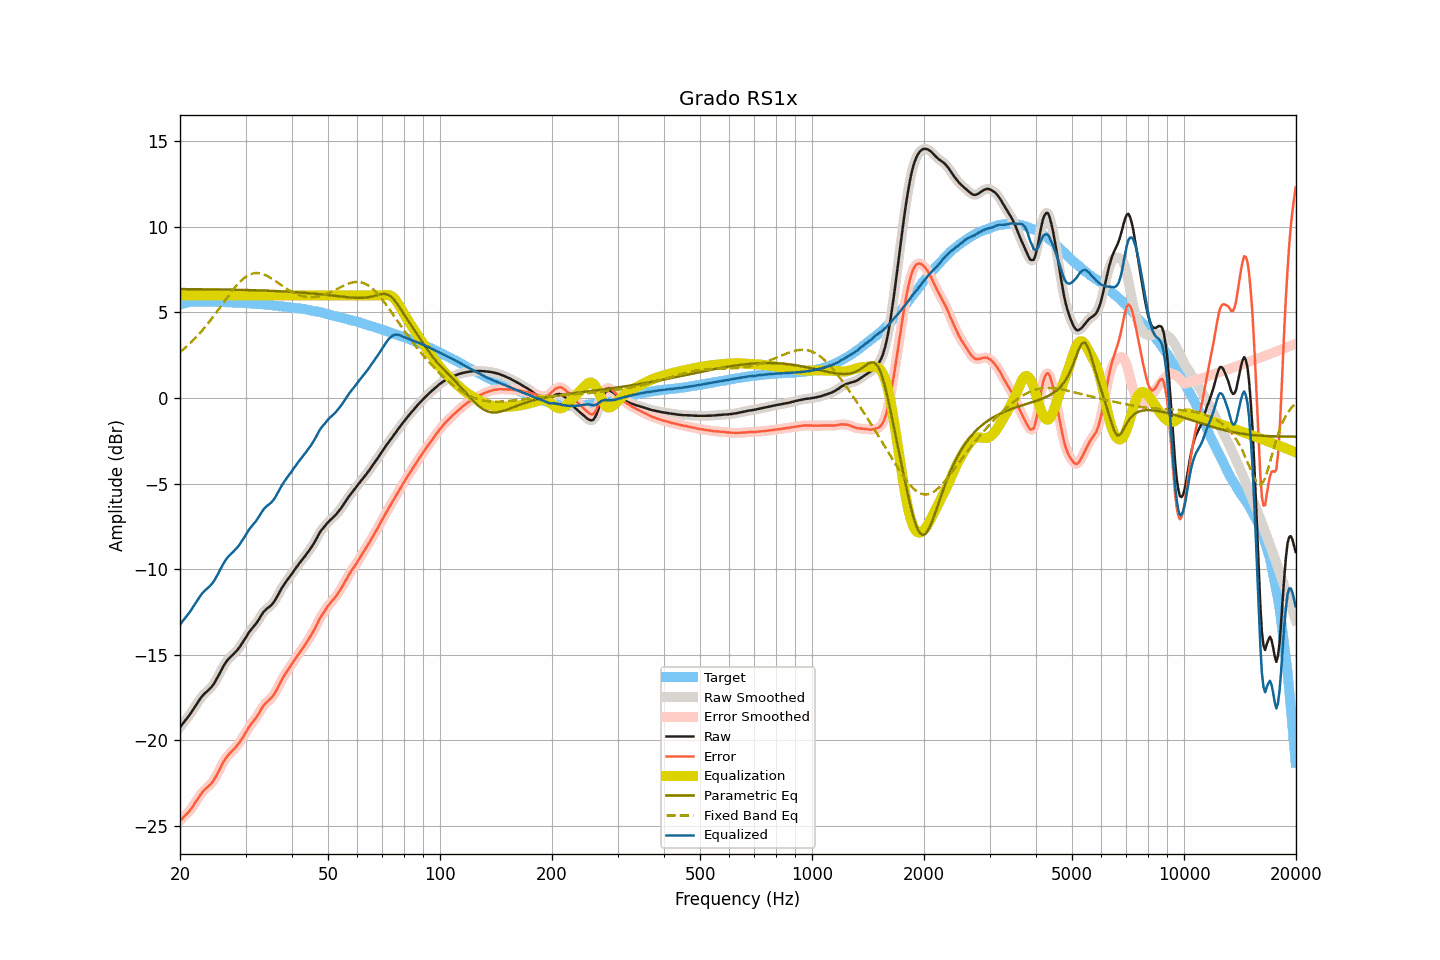 Grado RS1x
Amplitude (dBr)
15
10
5
0
−5
−10
−15
−20
−25
Target
Raw Smoothed
Error Smoothed
Raw
Error
Equalization
Parametric Eq
Fixed Band Eq
Equalized
20 50 100 200 500 1000 2000 5000 10000 20000
Frequency (Hz)